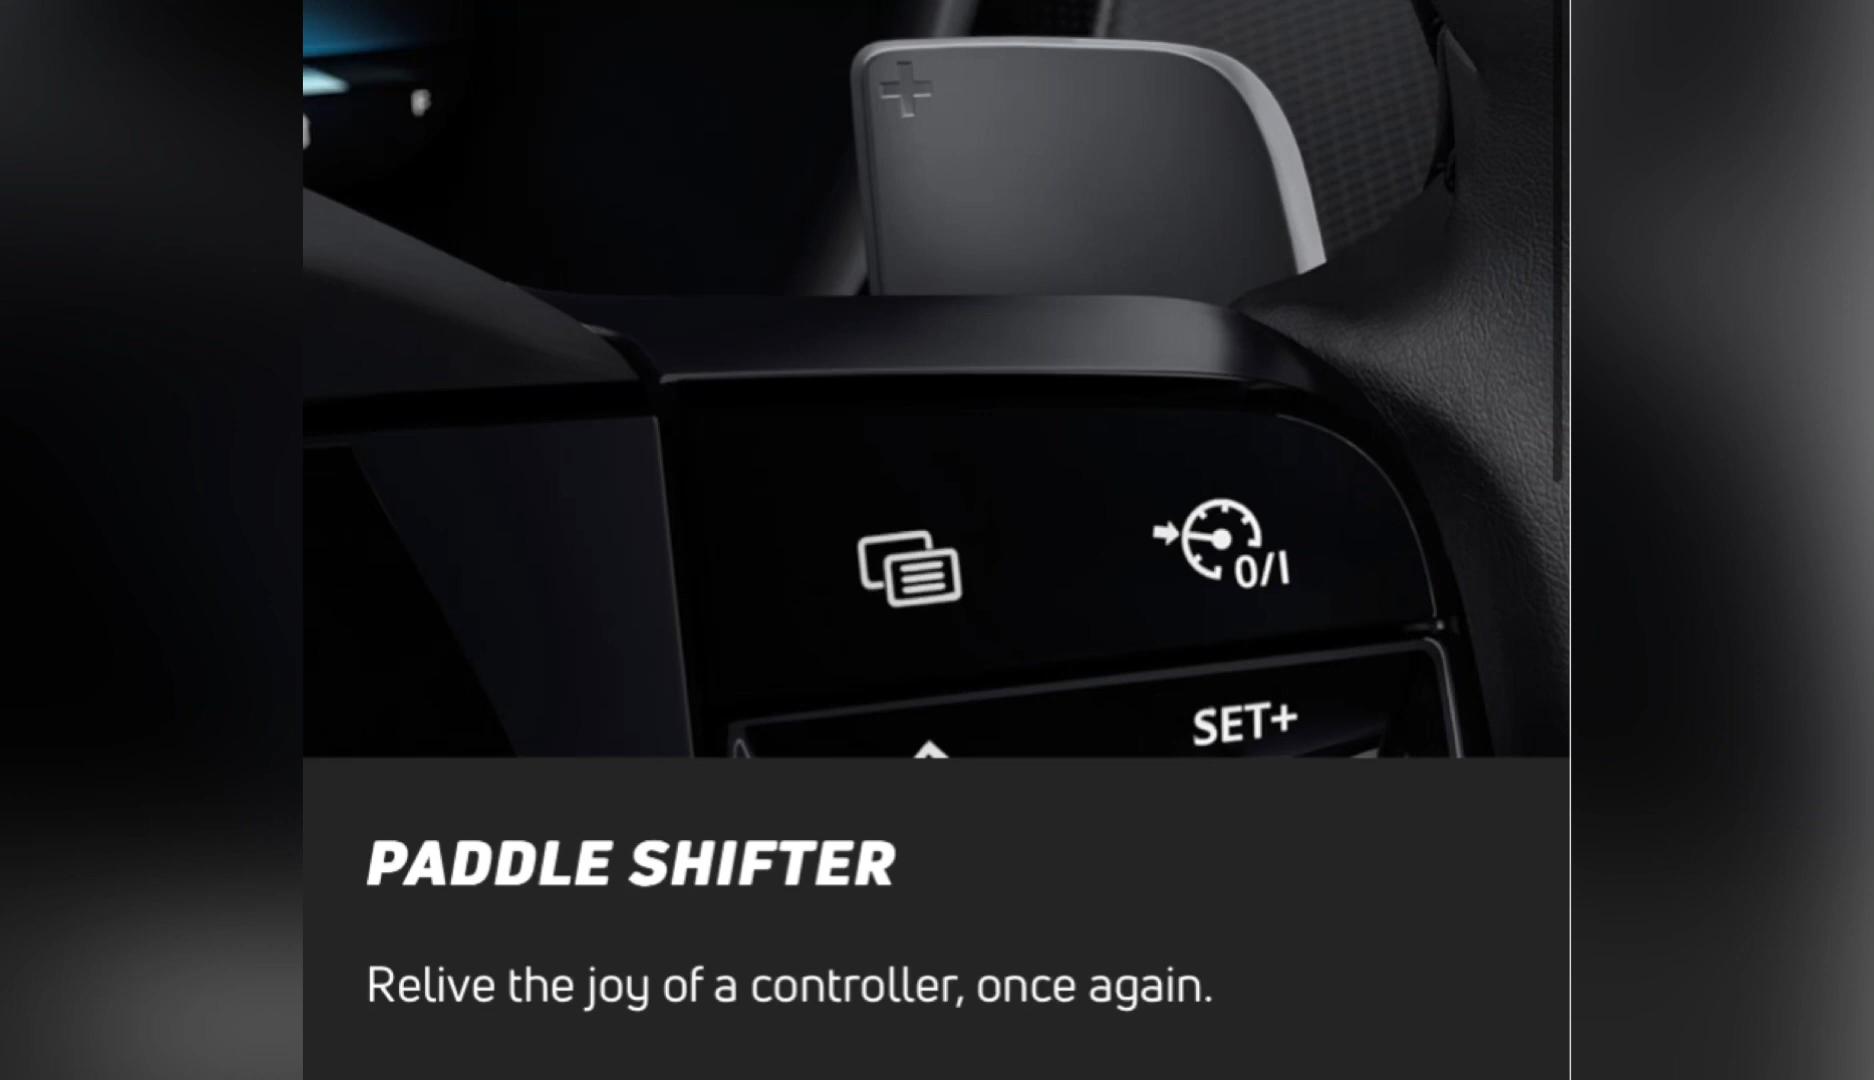 +
0/I
SET+
PADDLE SHIFTER
Relive the joy of a controller, once again.